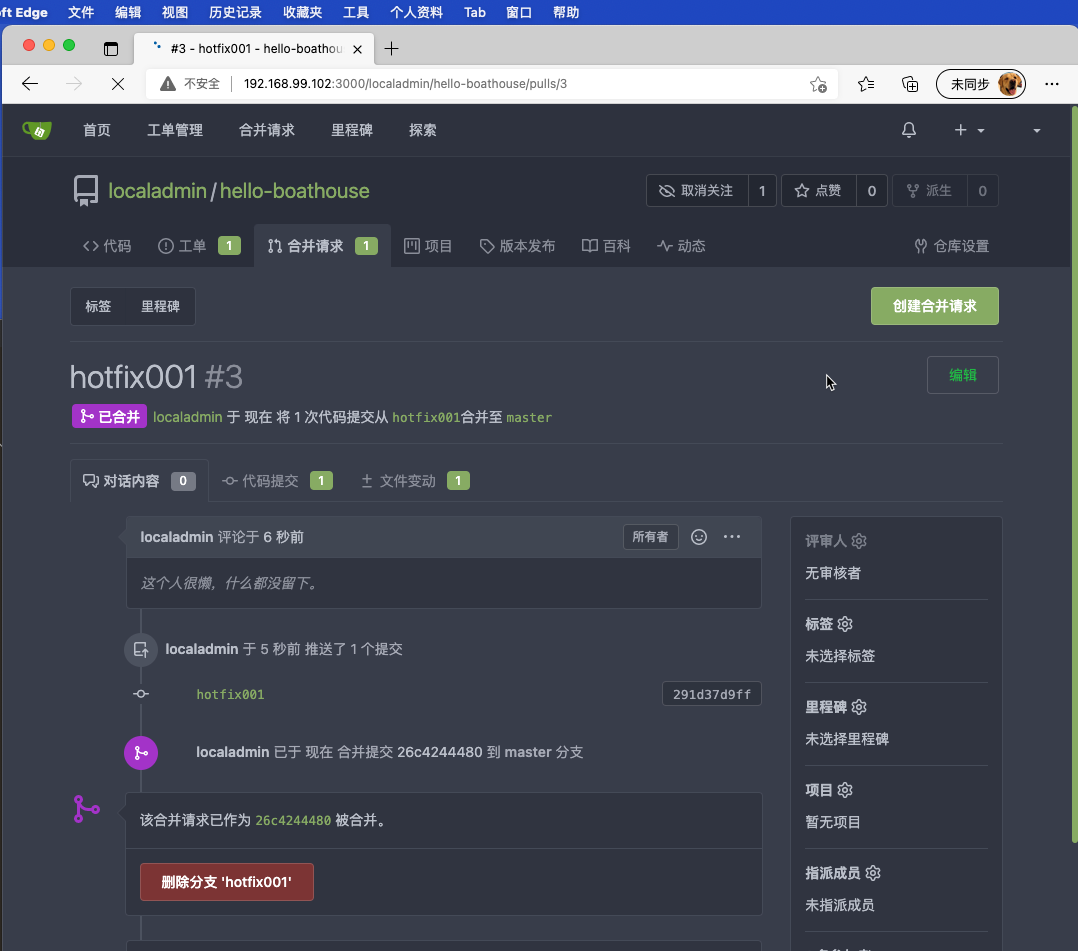 ft Edge 文件 编辑 视图 历史记录 收藏夹 工具 个人资料 Tab 窗口 帮助
#3 - hotfix001 - hello-boathou
不安全 192.168.99.102:3000/localadmin/hello-boathouse/pulls/3 未同步
首页 工单管理 合并请求 里程碑 探索
localadmin/hello-boathouse 取消关注 1 点赞 0 派生 0
代码 工单 1 合并请求 1 项目 版本发布 百科 动态 仓库设置
标签 里程碑 创建合并请求
hotfix001 #3 编辑
已合并 localadmin 于 现在 将 1 次代码提交从 hotfix001合并至 master
对话内容 0 代码提交 1 文件变动 1
localadmin 评论于 6 秒前 所有者
这个人很懒，什么都没留下。
localadmin 于 5 秒前 推送了 1 个提交
hotfix001 291d37d9ff
localadmin 已于 现在 合并提交 26c4244480 到 master 分支
该合并请求已作为 26c4244480 被合并。
删除分支 'hotfix001'
评审人
无审核者
标签
未选择标签
里程碑
未选择里程碑
项目
暂无项目
指派成员
未指派成员